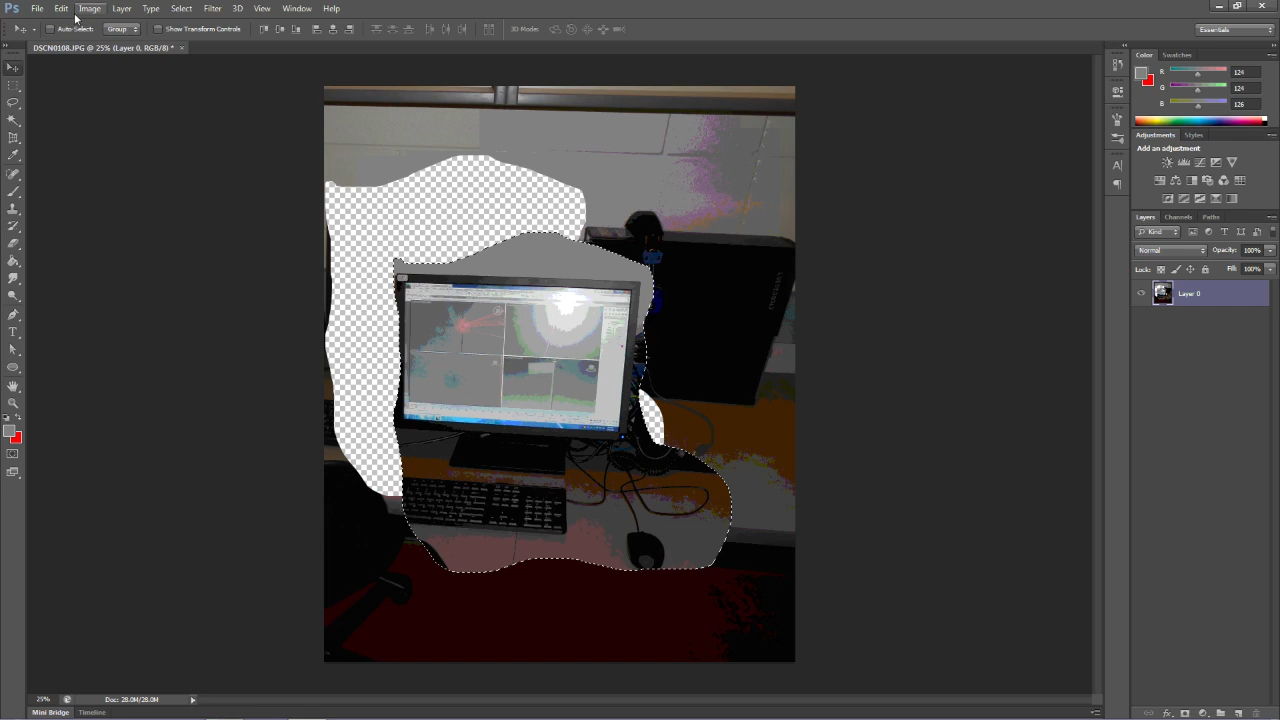 Ps File Edit Image Layer Type Select Filter 3D View Window Help
Auto-Select: Group Show Transform Controls 3D Mode: Essentials
DSCN0108.JPG @ 25% (Layer 0, RGB/8) * ×
Color Swatches
R 124
G 124
B 126
Adjustments Styles
Add an adjustment
Layers Channels Paths
Kind
Normal Opacity: 100%
Lock: Fill: 100%
Layer 0
25% Doc: 28.0M/28.0M
Mini Bridge Timeline